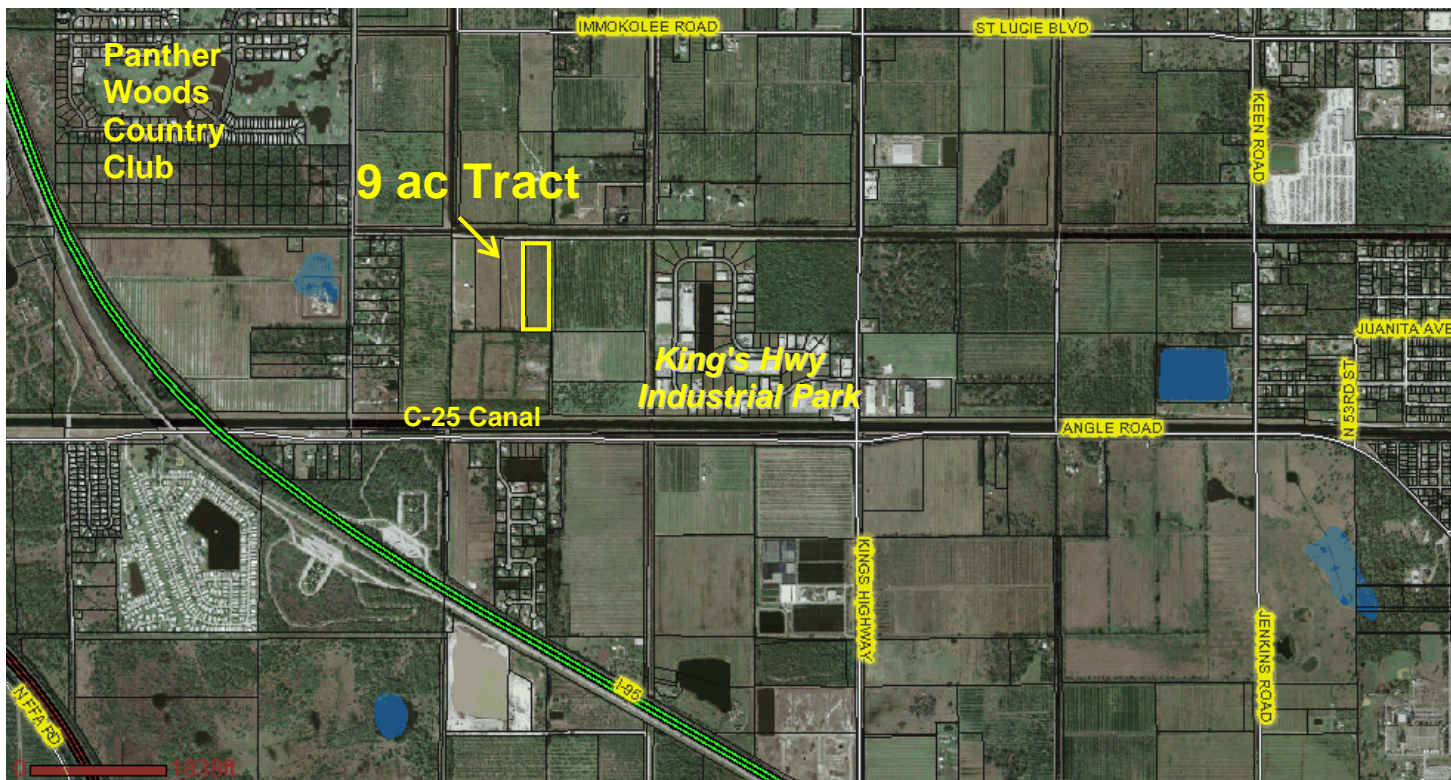 IMMOKOLEE ROAD
ST LUCIE BLVD
Panther
Woods
Country
Club
KEEN ROAD
9 ac Tract
JUANITA AVE
King's Hwy
Industrial Park
N 53RD ST
C-25 Canal
ANGLE ROAD
KINGS HIGHWAY
JENKINS ROAD
I-95
N FFA RD
0
1838ft